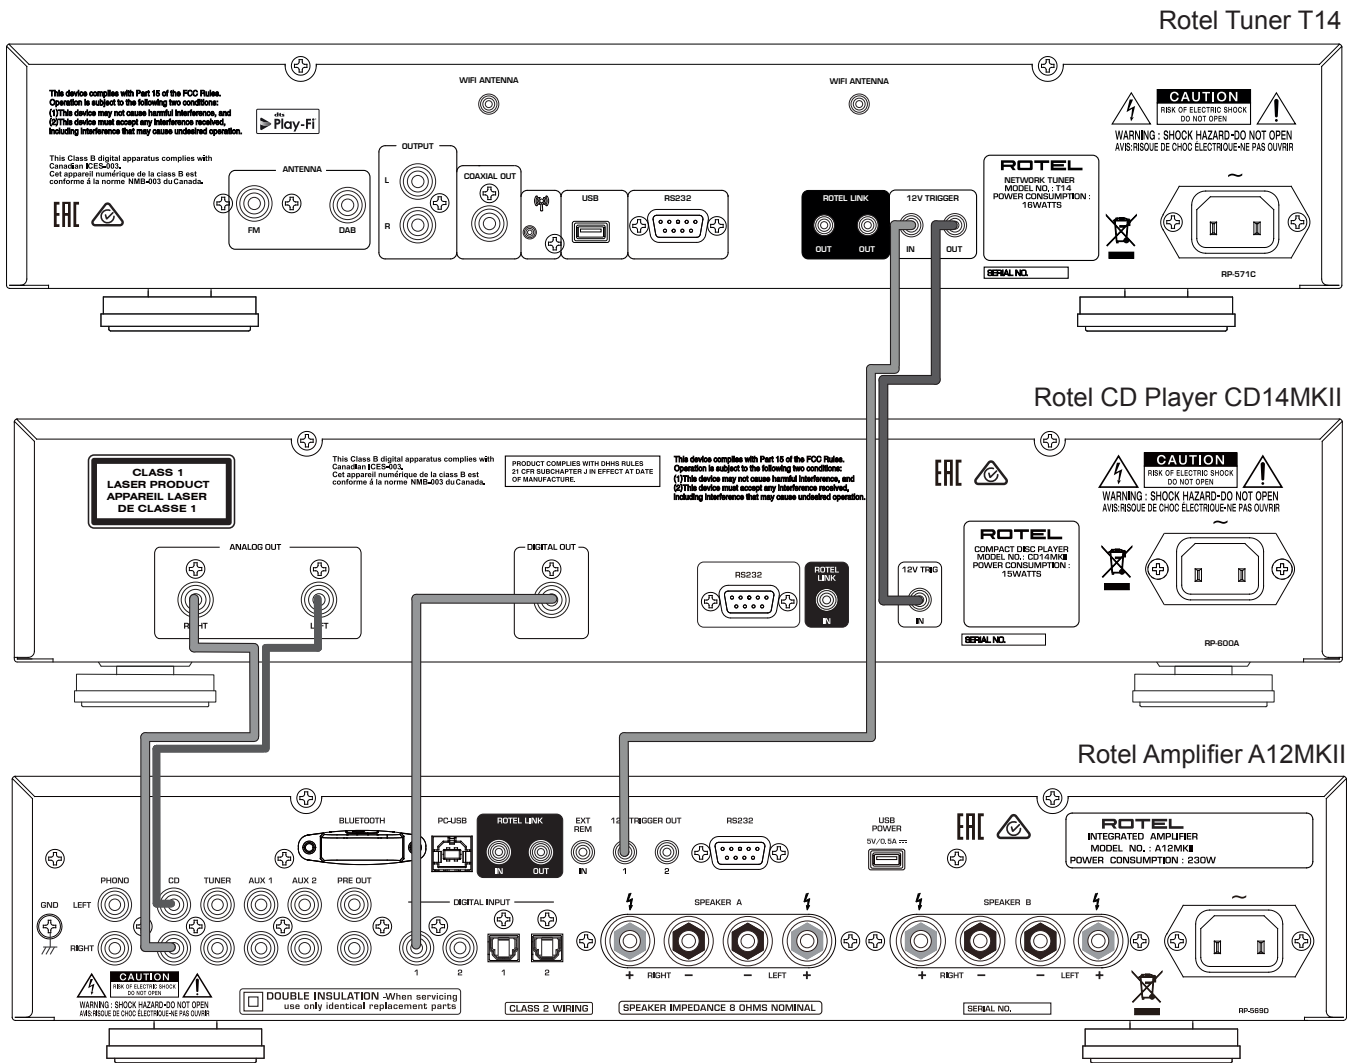 Rotel Tuner T14
WIFI ANTENNA
WIFI ANTENNA
This device complies with Part 15 of the FCC Rules.
Operation is subject to the following two conditions:
(1)This device may not cause harmful interference, and
(2)This device must accept any interference received,
including interference that may cause undesired operation.
dts
Play-Fi
CAUTION
RISK OF ELECTRIC SHOCK
DO NOT OPEN
WARNING : SHOCK HAZARD-DO NOT OPEN
AVIS:RISQUE DE CHOC ÉLECTRIQUE-NE PAS OUVRIR
This Class B digital apparatus complies with
Canadian ICES-003.
Cet appareil numérique de la class B est
conforme á la norme NMB-003 du Canada.
EAC
ANTENNA
FM
DAB
OUTPUT
L
R
COAXIAL OUT
USB
RS232
ROTEL LINK
OUT
OUT
12V TRIGGER
IN
OUT
ROTEL
NETWORK TUNER
MODEL NO. : T14
POWER CONSUMPTION :
16WATTS
SERIAL NO.
~
RP-571C
Rotel CD Player CD14MKII
CLASS 1
LASER PRODUCT
APPAREIL LASER
DE CLASSE 1
This Class B digital apparatus complies with
Canadian ICES-003.
Cet appareil numérique de la class B est
conforme á la norme NMB-003 du Canada.
PRODUCT COMPLIES WITH DHHS RULES
21 CFR SUBCHAPTER J IN EFFECT AT DATE
OF MANUFACTURE.
This device complies with Part 15 of the FCC Rules.
Operation is subject to the following two conditions:
(1)This device may not cause harmful interference, and
(2)This device must accept any interference received,
including interference that may cause undesired operation.
EAC
CAUTION
RISK OF ELECTRIC SHOCK
DO NOT OPEN
WARNING : SHOCK HAZARD-DO NOT OPEN
AVIS:RISQUE DE CHOC ÉLECTRIQUE-NE PAS OUVRIR
ANALOG OUT
RIGHT
LEFT
DIGITAL OUT
RS232
ROTEL
LINK
IN
12V TRIG
IN
ROTEL
COMPACT DISC PLAYER
MODEL NO. : CD14MKII
POWER CONSUMPTION :
15WATTS
SERIAL NO.
~
RP-600A
Rotel Amplifier A12MKII
BLUETOOTH
PC-USB
ROTEL LINK
IN
OUT
EXT
REM
IN
12V TRIGGER OUT
1
2
RS232
USB
POWER
5V/0.5A
EAC
ROTEL
INTEGRATED AMPLIFIER
MODEL NO. : A12MKII
POWER CONSUMPTION : 230W
GND
LEFT
RIGHT
PHONO
CD
TUNER
AUX 1
AUX 2
PRE OUT
DIGITAL INPUT
1
2
1
2
SPEAKER A
+ RIGHT −
− LEFT +
SPEAKER B
+ RIGHT −
− LEFT +
~
CAUTION
RISK OF ELECTRIC SHOCK
DO NOT OPEN
WARNING : SHOCK HAZARD-DO NOT OPEN
AVIS:RISQUE DE CHOC ÉLECTRIQUE-NE PAS OUVRIR
DOUBLE INSULATION -When servicing
use only identical replacement parts
CLASS 2 WIRING
SPEAKER IMPEDANCE 8 OHMS NOMINAL
SERIAL NO.
RP-569D